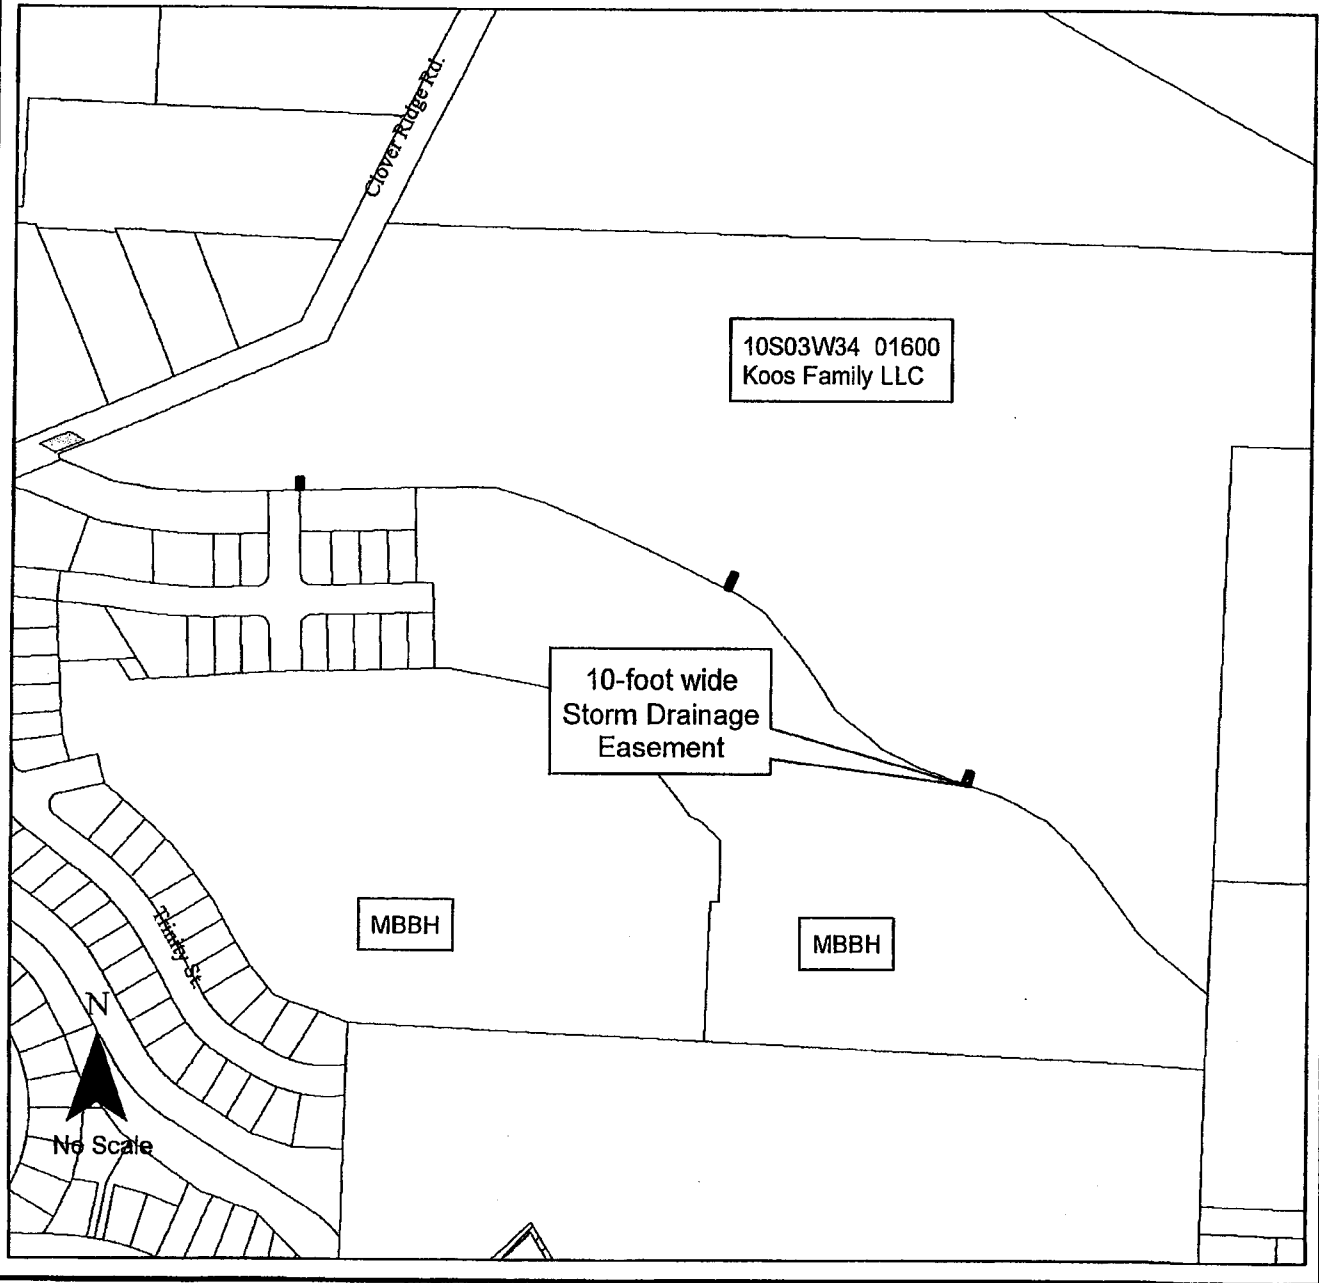 Clover Ridge Rd.
10S03W34 01600
Koos Family LLC
10-foot wide
Storm Drainage
Easement
MBBH
MBBH
Trinity St.
N
No Scale